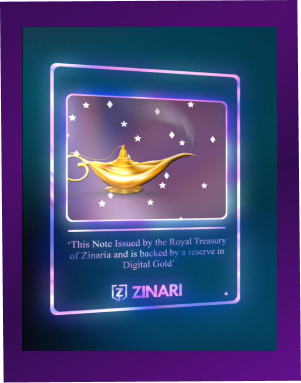 ‘This Note Issued by the Royal Treasury
of Zinaria and is backed by a reserve in
Digital Gold’
Z ZINARI